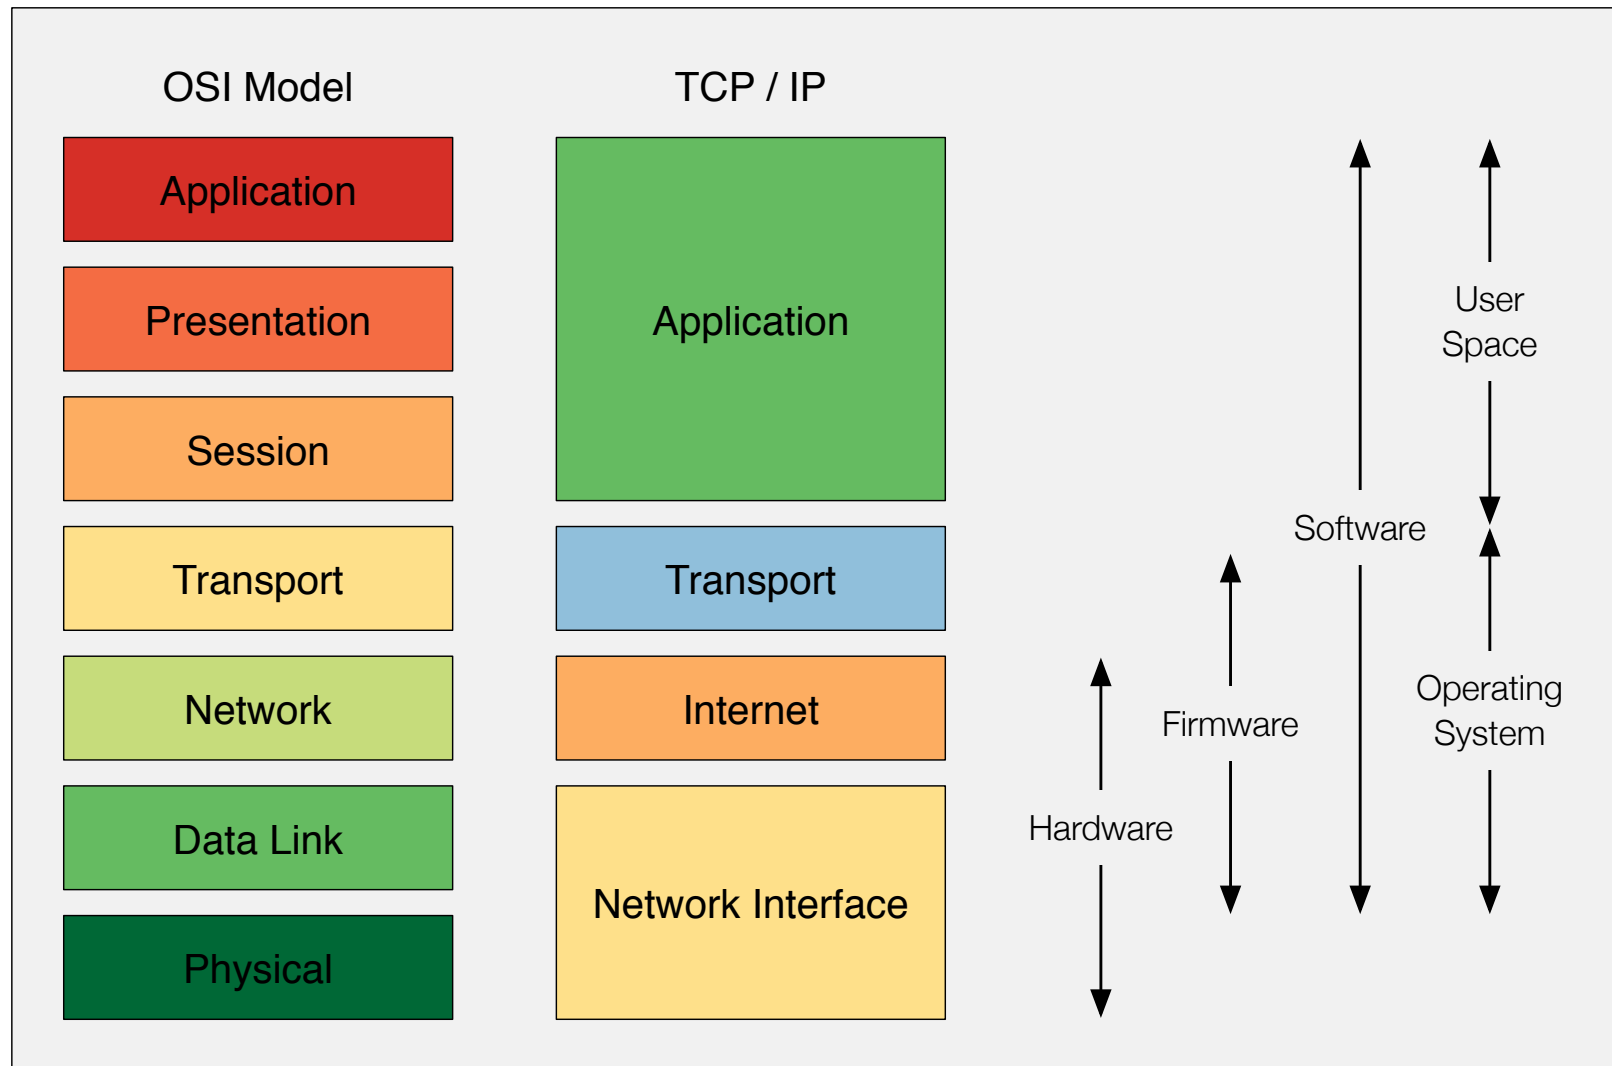 OSI Model
TCP / IP
Application
Presentation
Session
Transport
Network
Data Link
Physical
Application
Transport
Internet
Network Interface
Hardware
Firmware
Software
User
Space
Operating
System